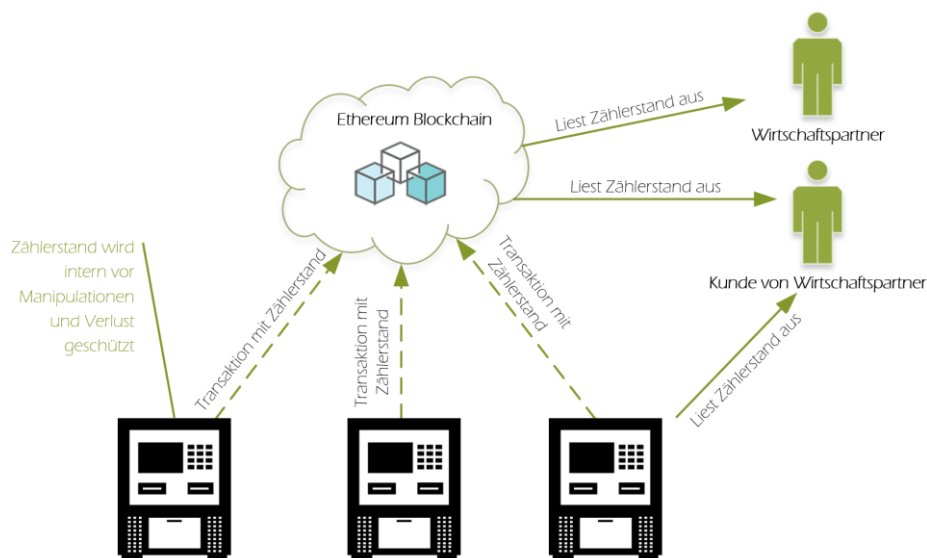 Ethereum Blockchain
Liest Zählerstand aus
Wirtschaftspartner
Liest Zählerstand aus
Kunde von Wirtschaftspartner
Zählerstand wird
intern vor
Manipulationen
und Verlust
geschützt
Transaktion mit Zählerstand
Transaktion mit
Zählerstand
Transaktion mit
Zählerstand
Liest Zählerstand aus